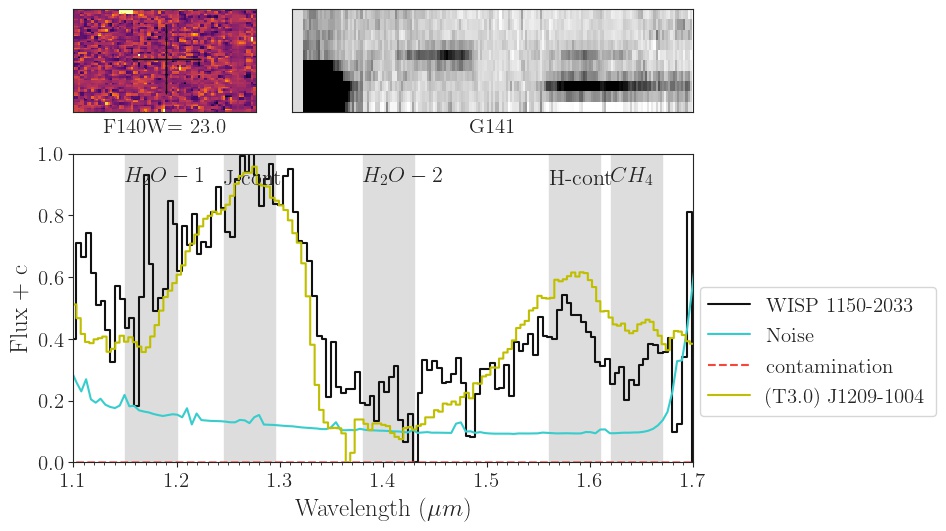 F140W= 23.0
G141
H₂O − 1
J-cont
H₂O − 2
H-cont
CH₄
Flux + c
1.0
0.8
0.6
0.4
0.2
0.0
1.1 1.2 1.3 1.4 1.5 1.6 1.7
Wavelength (μm)
WISP 1150-2033
Noise
contamination
(T3.0) J1209-1004